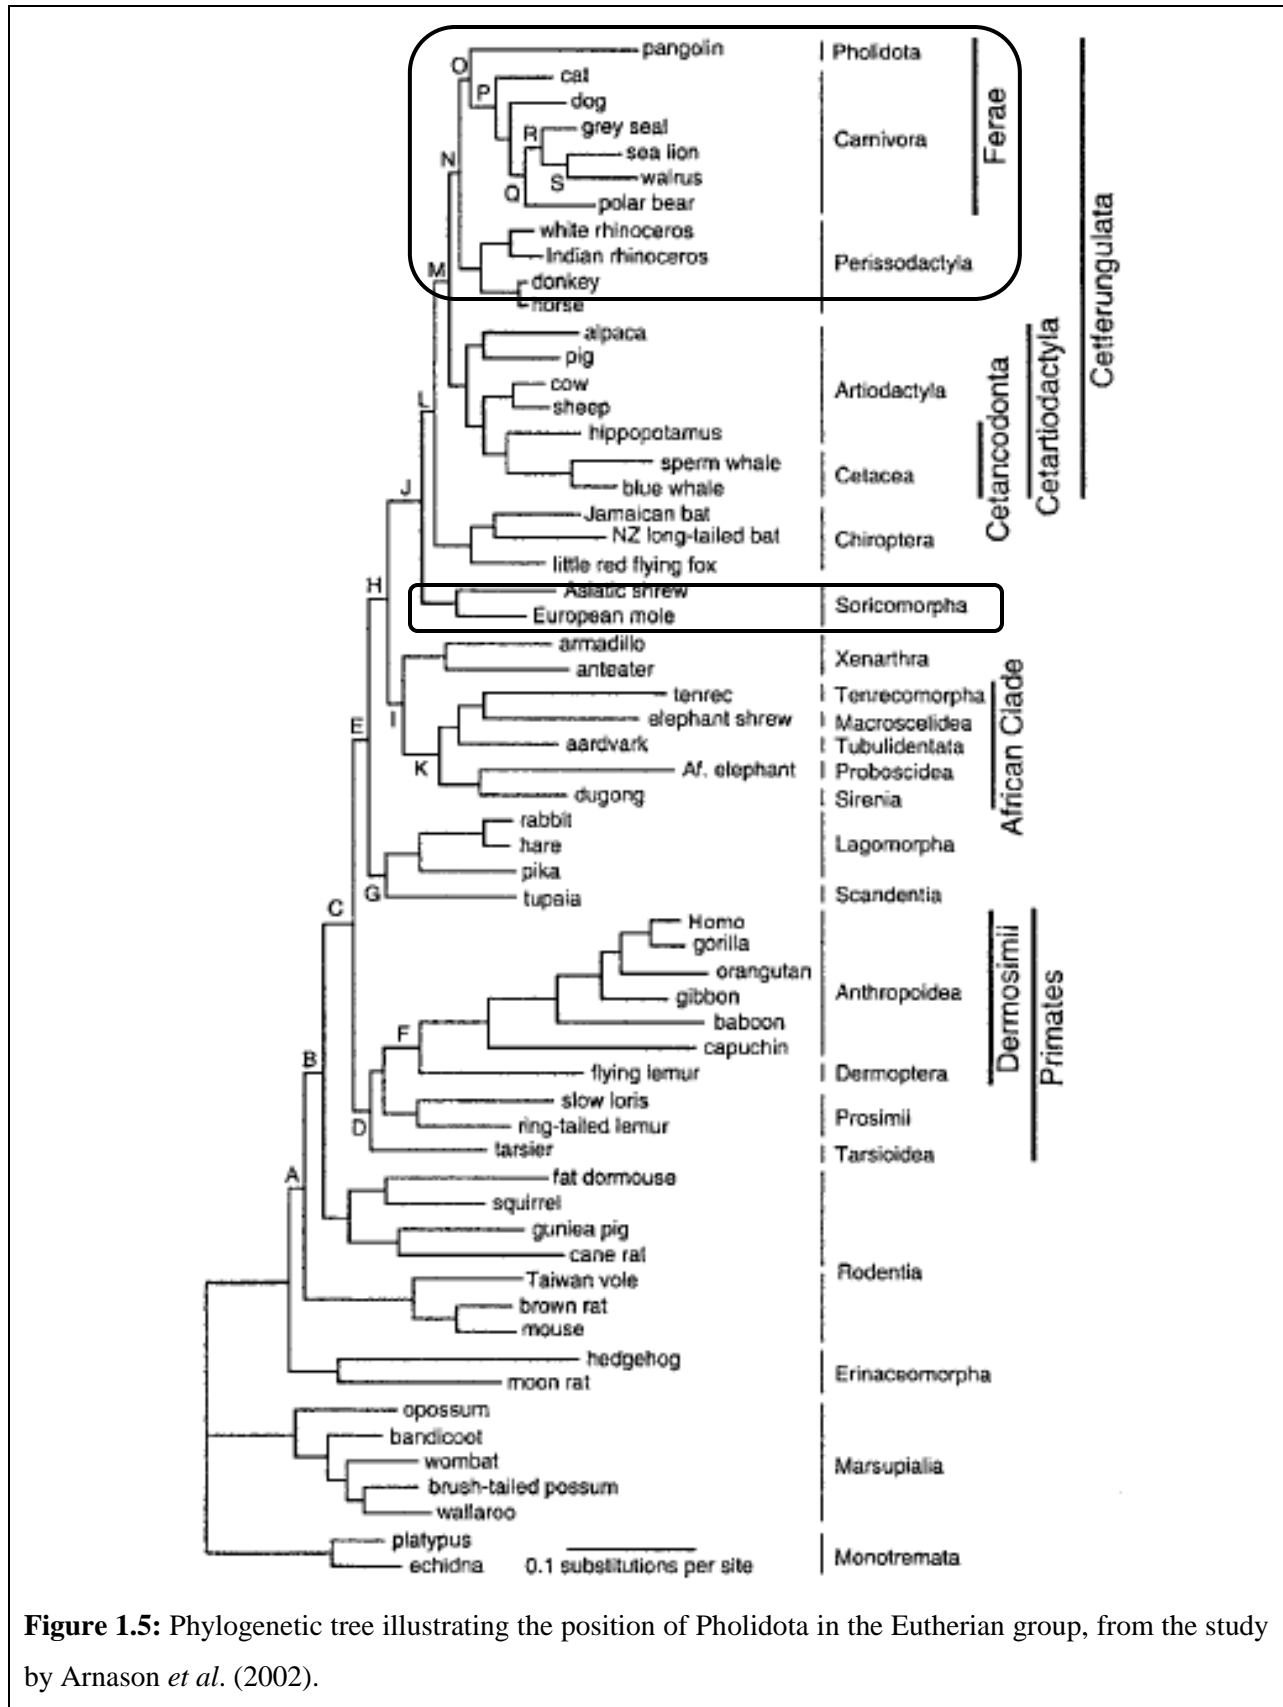 pangolin
Pholidota
O
cat
P
dog
R
grey seal
Carnivora
Ferae
sea lion
N
S
walrus
Q
polar bear
white rhinoceros
Indian rhinoceros
Perissodactyla
M
donkey
horse
Cetferungulata
alpaca
pig
cow
Artiodactyla
Cetartiodactyla
L
sheep
hippopotamus
Cetancodonta
sperm whale
Cetacea
J
blue whale
Jamaican bat
NZ long-tailed bat
Chiroptera
little red flying fox
H
Asiatic shrew
Soricomorpha
European mole
armadillo
Xenarthra
anteater
tenrec
Tenrecomorpha
African Clade
I
elephant shrew
Macroscelidea
E
aardvark
Tubulidentata
K
Af. elephant
Proboscidea
dugong
Sirenia
rabbit
hare
Lagomorpha
pika
G
tupaia
Scandentia
C
Homo
gorilla
orangutan
Anthropoidea
Dermosimii
Primates
gibbon
baboon
F
capuchin
B
flying lemur
Dermoptera
slow loris
Prosimii
D
ring-tailed lemur
tarsier
Tarsioidea
A
fat dormouse
squirrel
guniea pig
cane rat
Rodentia
Taiwan vole
brown rat
mouse
hedgehog
Erinaceomorpha
moon rat
opossum
bandicoot
wombat
Marsupialia
brush-tailed possum
wallaroo
platypus
echidna
0.1 substitutions per site
Monotremata
Figure 1.5: Phylogenetic tree illustrating the position of Pholidota in the Eutherian group, from the study
by Arnason et al. (2002).